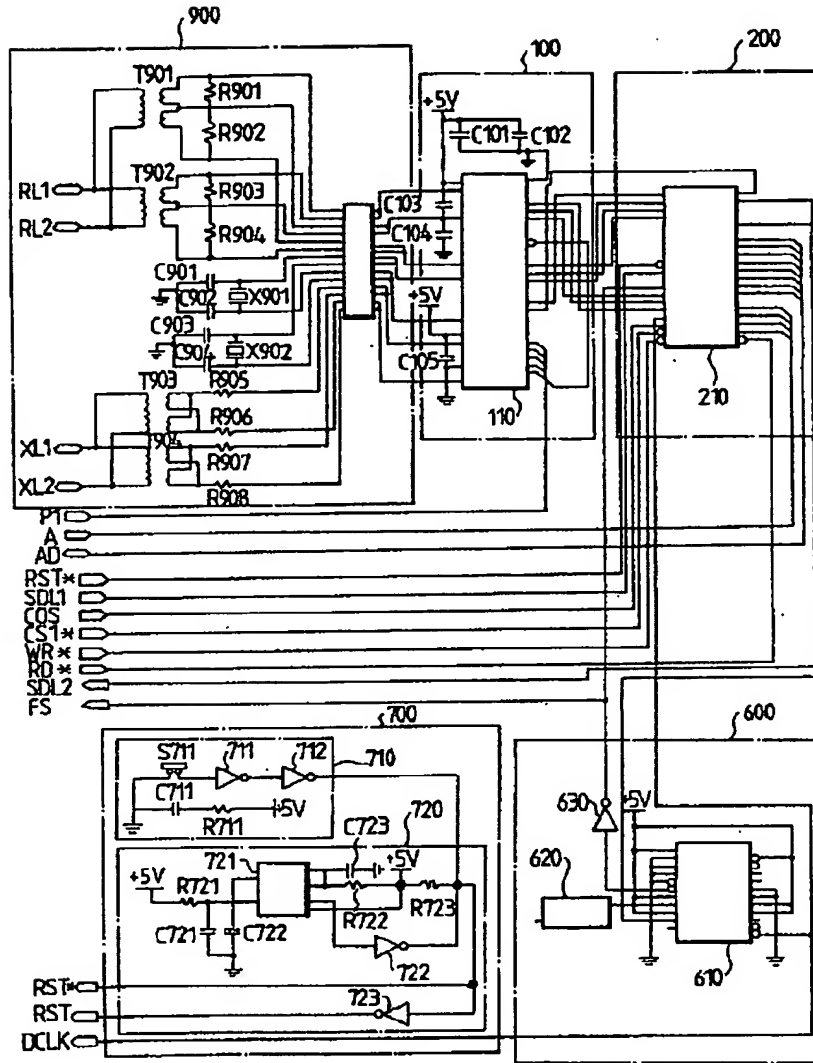 900
100
200
T901
R901
R902
T902
R903
R904
RL1
RL2
C901
C902
X901
C903
C904
X902
T903
R905
R906
R907
R908
XL1
XL2
+5V
C101
C102
C103
C104
+5V
C105
110
210
P1
A
AD
RST*
SDL1
COS
CS1*
WR*
RD*
SDL2
FS
700
600
S711
711
712
710
C711
R711
+5V
720
C723
721
+5V
+5V
R721
R722
R723
C721
C722
722
723
630
+5V
620
610
RST*
RST
DCLK